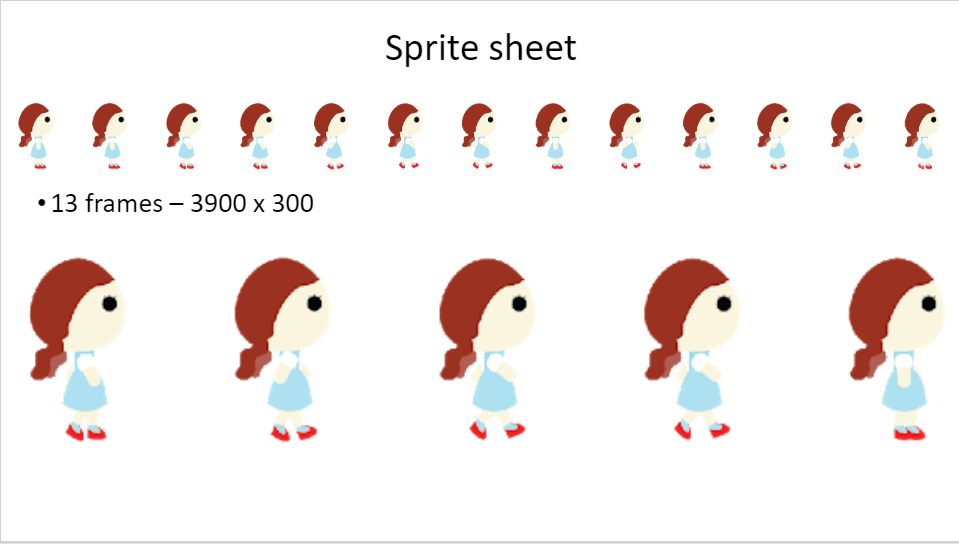 Sprite sheet
• 13 frames – 3900 x 300